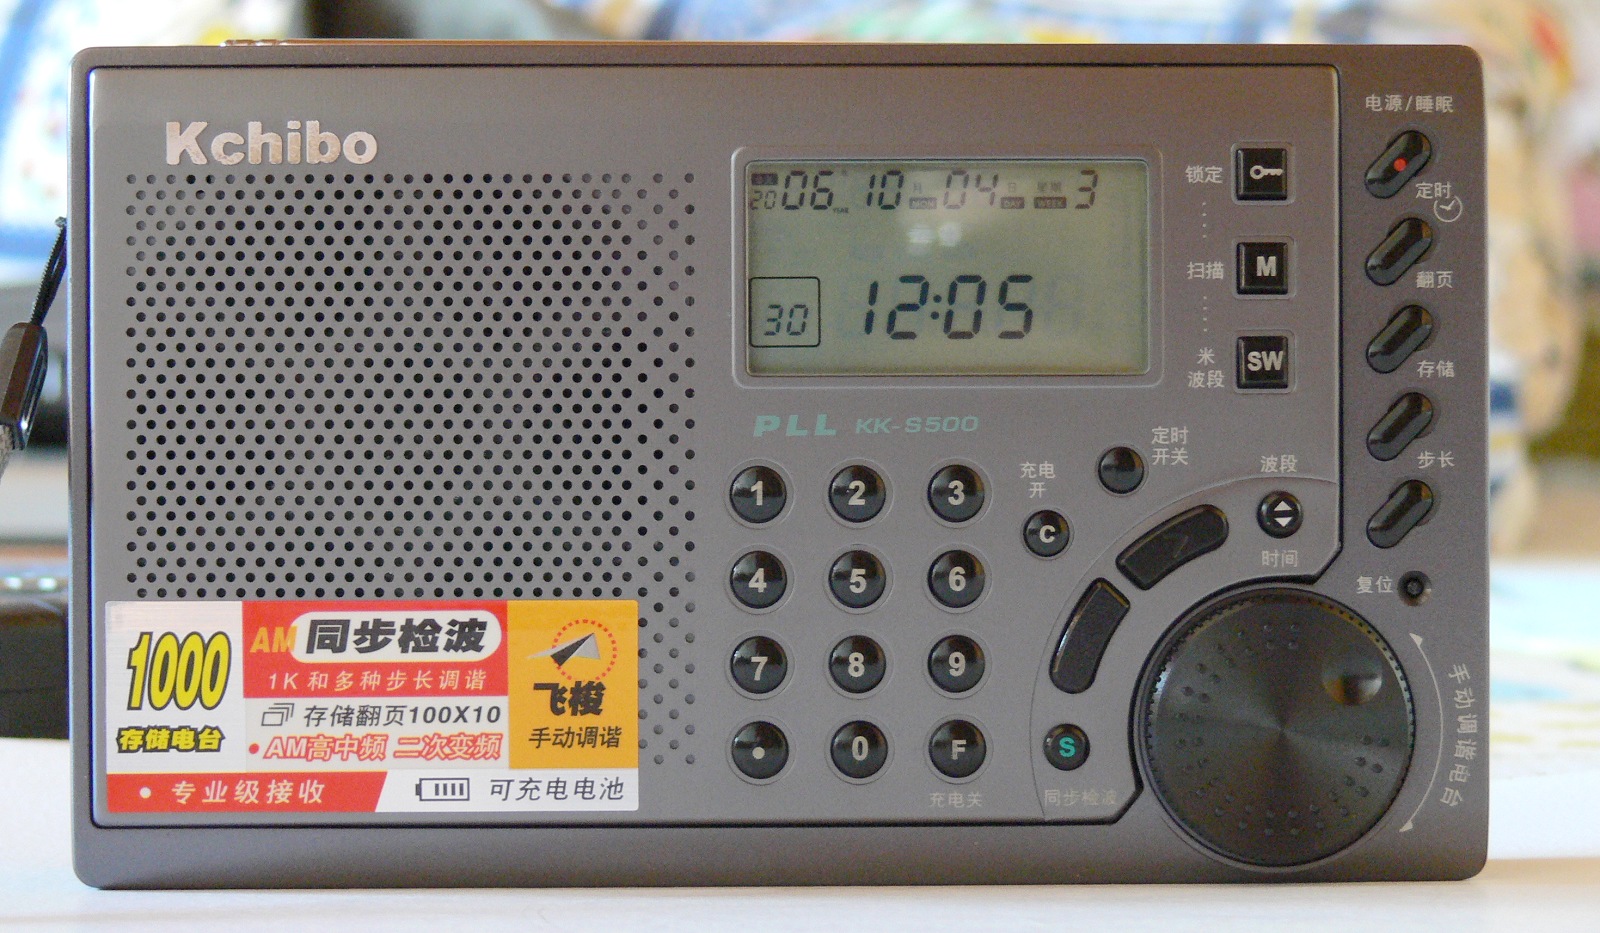 Kchibo
2006 YEAR 10 月 MON 04 日 DAY 星期 WEEK 3
30
12:05
PLL KK-S500
锁定
扫描
M
米
波段
SW
电源/睡眠
定时
翻页
存储
步长
复位
定时
开关
充电
开
C
波段
时间
1 2 3
4 5 6
7 8 9
• 0 F
充电关
S
同步检波
手动调谐电台
1000
存储电台
AM 同步检波
1K 和多种步长调谐
存储翻页100X10
•AM高中频 二次变频
飞梭
手动调谐
• 专业级接收
可充电电池